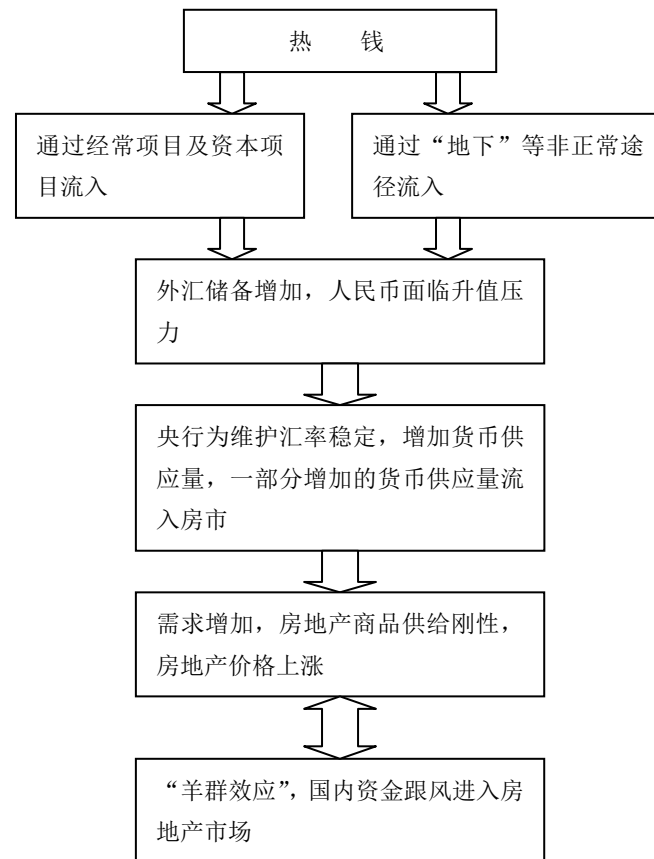 热 钱
通过经常项目及资本项
目流入
通过“地下”等非正常途
径流入
外汇储备增加，人民币面临升值压
力
央行为维护汇率稳定，增加货币供
应量，一部分增加的货币供应量流
入房市
需求增加，房地产商品供给刚性，
房地产价格上涨
“羊群效应”，国内资金跟风进入房
地产市场